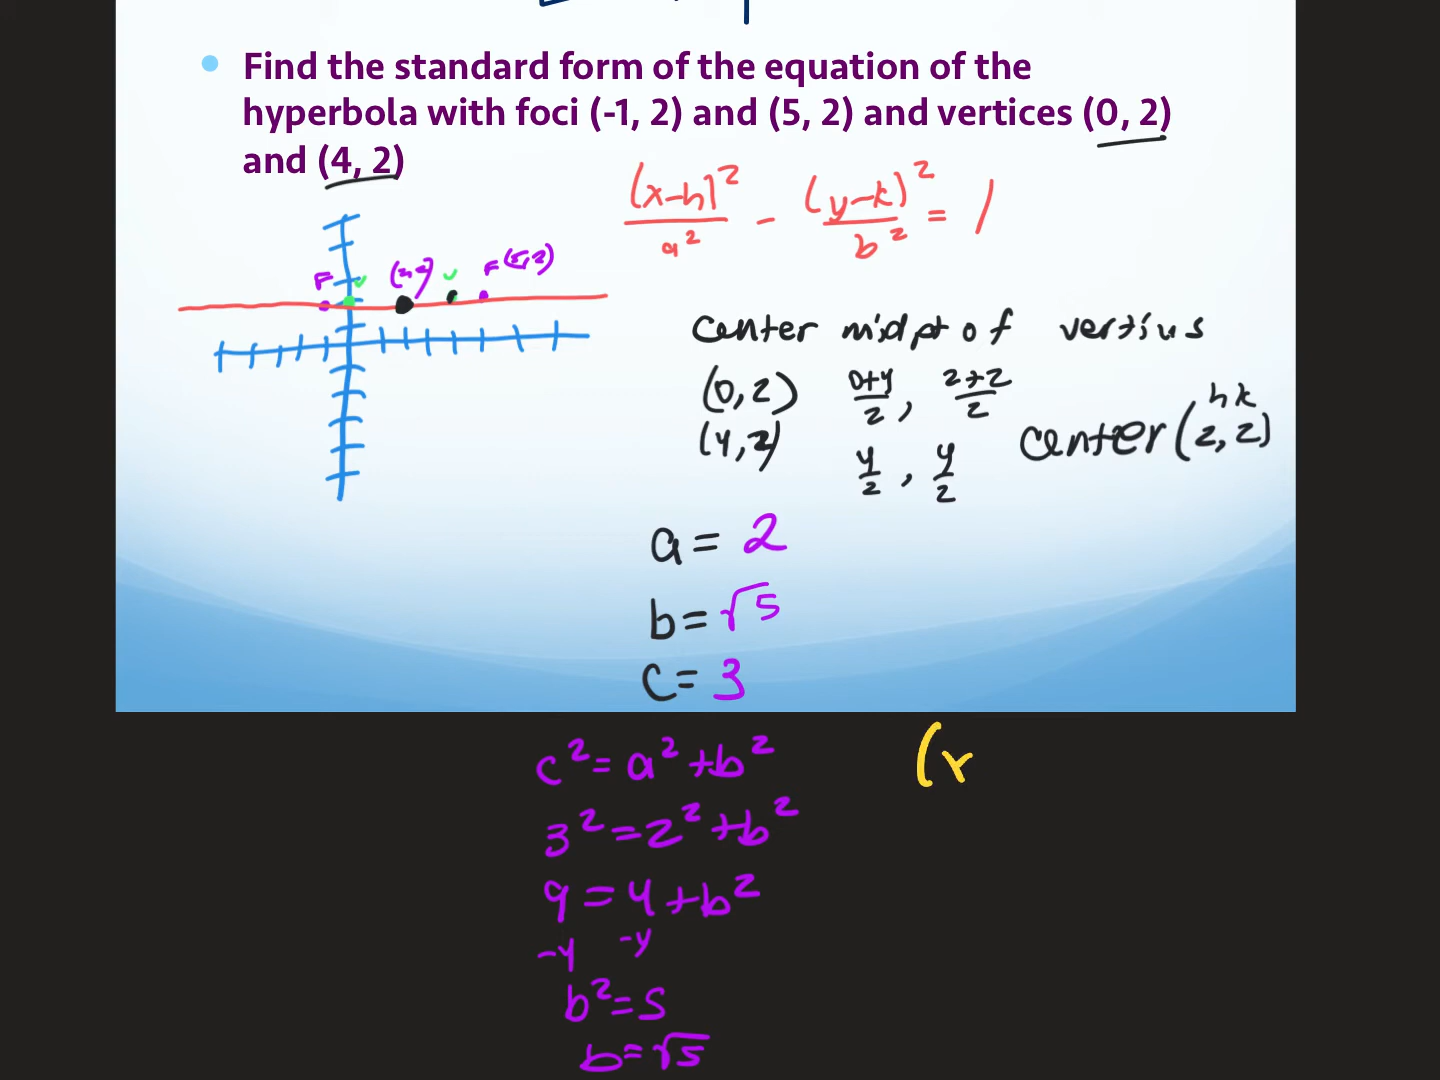 Find the standard form of the equation of the
hyperbola with foci (-1, 2) and (5, 2) and vertices (0, 2)
and (4, 2)
(x-h)² / a² - (y-k)² / b² = 1
F v (2,2) v F (5,2)
center midpt of vertius
(0,2) 0+4/2 , 2+2/2
(4,2) 4/2 , 4/2
h k
center (2,2)
a = 2
b = √5
c = 3
c² = a² + b²
3² = 2² + b²
9 = 4 + b²
-4 -4
b² = 5
b = √5
(x